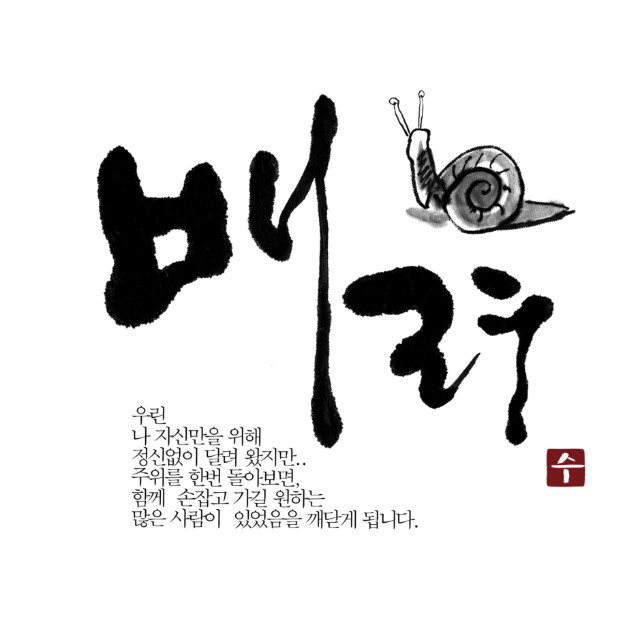 배려
우린
나 자신만을 위해
정신없이 달려 왔지만..
주위를 한번 돌아보면,
함께 손잡고 가길 원하는
많은 사람이 있었음을 깨닫게 됩니다.
수